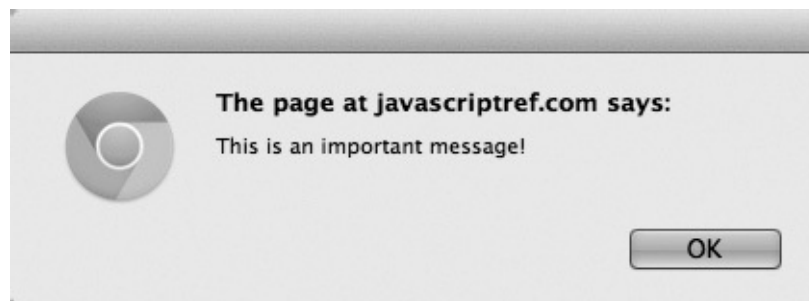 The page at javascriptref.com says:
This is an important message!
OK